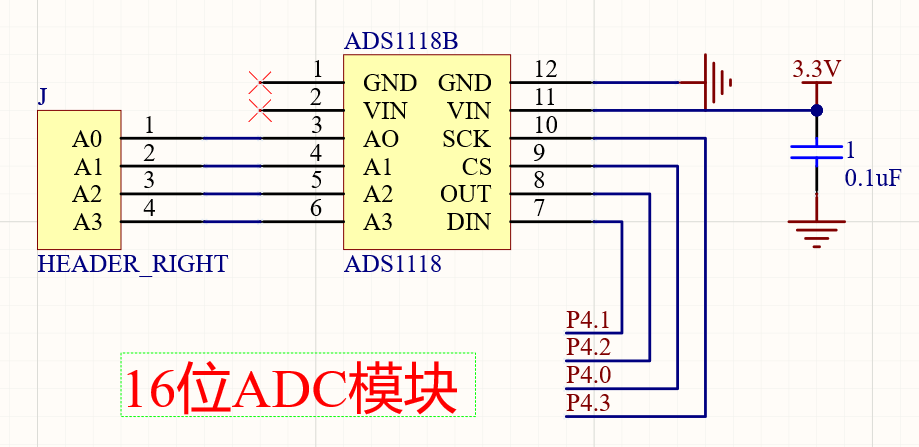 ADS1118B
J
HEADER_RIGHT
A0 1
A1 2
A2 3
A3 4
1 GND GND 12
2 VIN VIN 11
3 AO SCK 10
4 A1 CS 9
5 A2 OUT 8
6 A3 DIN 7
ADS1118
3.3V
1
0.1uF
P4.1
P4.2
P4.0
P4.3
16位ADC模块